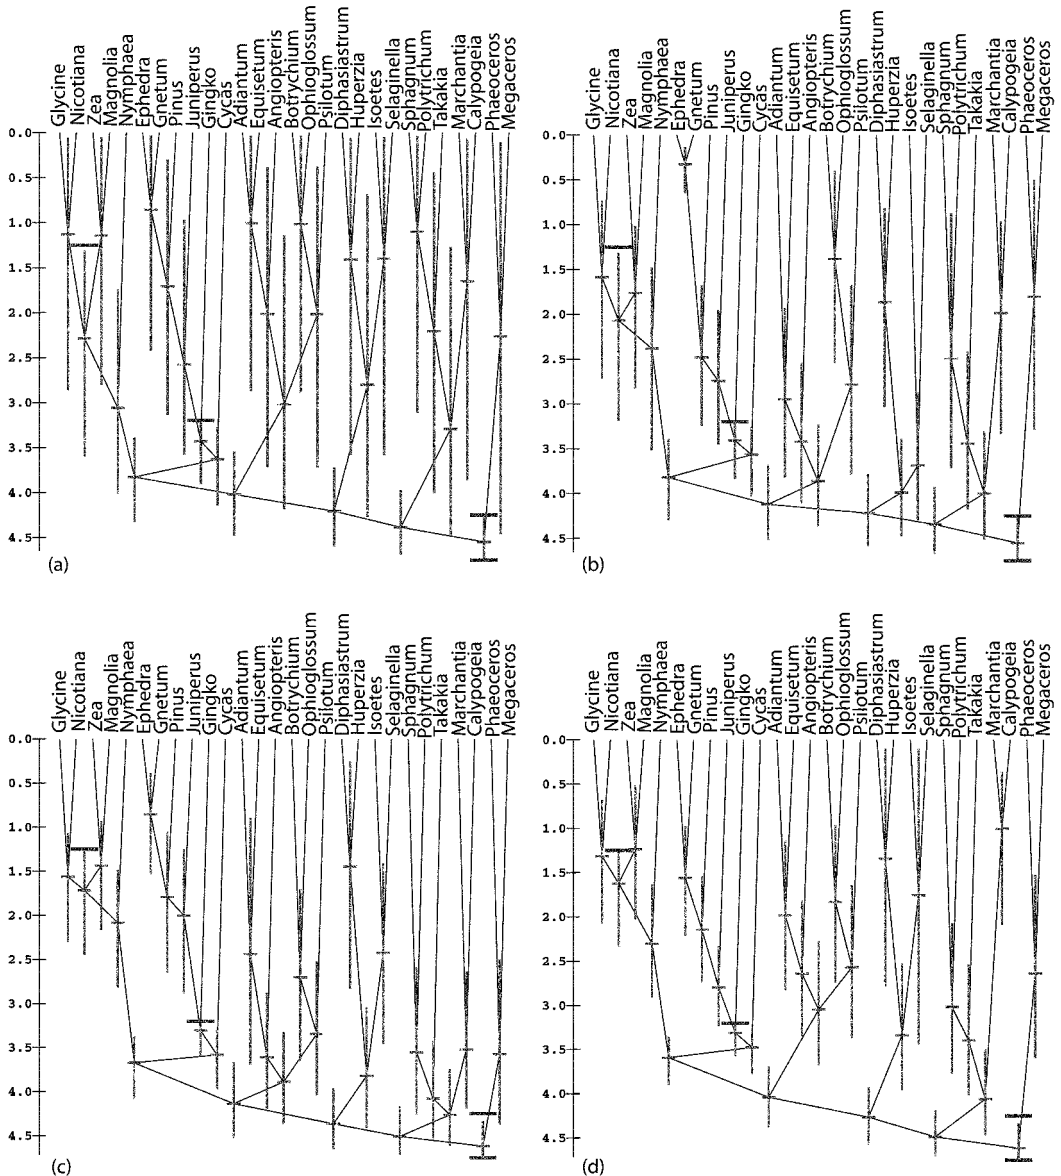 Glycine
Nicotiana
Zea
Magnolia
Nymphaea
Ephedra
Gnetum
Pinus
Juniperus
Gingko
Cycas
Adiantum
Equisetum
Angiopteris
Botrychium
Ophioglossum
Psilotum
Diphasiastrum
Huperzia
Isoetes
Selaginella
Sphagnum
Polytrichum
Takakia
Marchantia
Calypogeia
Phaeoceros
Megaceros
0.0
0.5
1.0
1.5
2.0
2.5
3.0
3.5
4.0
4.5
(a)
Glycine
Nicotiana
Zea
Magnolia
Nymphaea
Ephedra
Gnetum
Pinus
Juniperus
Gingko
Cycas
Adiantum
Equisetum
Angiopteris
Botrychium
Ophioglossum
Psilotum
Diphasiastrum
Huperzia
Isoetes
Selaginella
Sphagnum
Polytrichum
Takakia
Marchantia
Calypogeia
Phaeoceros
Megaceros
0.0
0.5
1.0
1.5
2.0
2.5
3.0
3.5
4.0
4.5
(b)
Glycine
Nicotiana
Zea
Magnolia
Nymphaea
Ephedra
Gnetum
Pinus
Juniperus
Gingko
Cycas
Adiantum
Equisetum
Angiopteris
Botrychium
Ophioglossum
Psilotum
Diphasiastrum
Huperzia
Isoetes
Selaginella
Sphagnum
Polytrichum
Takakia
Marchantia
Calypogeia
Phaeoceros
Megaceros
0.0
1.0
1.5
2.0
2.5
3.0
3.5
4.0
4.5
(c)
Glycine
Nicotiana
Zea
Magnolia
Nymphaea
Ephedra
Gnetum
Pinus
Juniperus
Gingko
Cycas
Adiantum
Equisetum
Angiopteris
Botrychium
Ophioglossum
Psilotum
Diphasiastrum
Huperzia
Isoetes
Selaginella
Sphagnum
Polytrichum
Takakia
Marchantia
Calypogeia
Phaeoceros
Megaceros
0.0
0.5
1.0
1.5
2.0
2.5
3.0
3.5
4.0
4.5
(d)